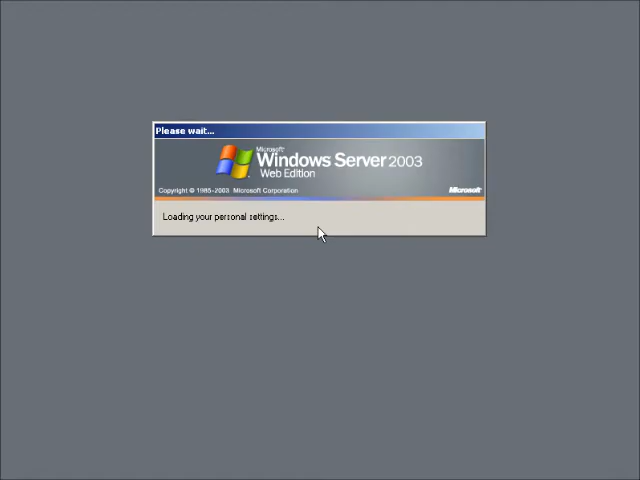 Please wait...
Microsoft
Windows Server 2003
Web Edition
Copyright © 1985-2003 Microsoft Corporation
Microsoft
Loading your personal settings...